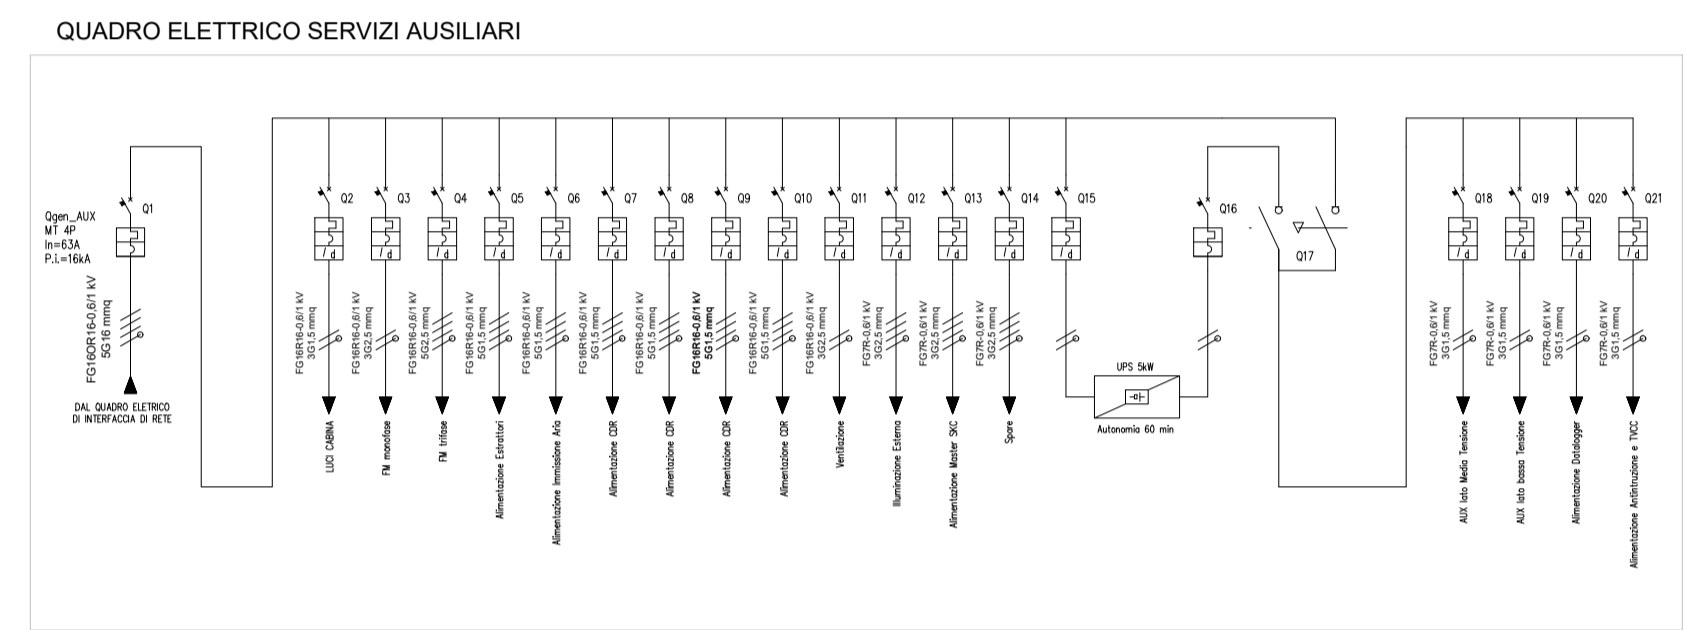 QUADRO ELETTRICO SERVIZI AUSILIARI
Q1
Qgen_AUX
MT 4P
In=63A
P.i.=16kA
FG16OR16-0,6/1 kV
5G16 mmq
DAL QUADRO ELETRICO
DI INTERFACCIA DI RETE
Q2
/ d
FG16R16-0,6/1 kV
3G1,5 mmq
LUCI CABINA
Q3
/ d
FG16R16-0,6/1 kV
3G2,5 mmq
FM monofase
Q4
/ d
FG16R16-0,6/1 kV
5G2,5 mmq
FM trifase
Q5
/ d
FG16R16-0,6/1 kV
5G1,5 mmq
Alimentazione Estrattori
Q6
/ d
FG16R16-0,6/1 kV
5G1,5 mmq
Alimentazione Immissione Aria
Q7
/ d
FG16R16-0,6/1 kV
5G1,5 mmq
Alimentazione CDR
Q8
/ d
FG16R16-0,6/1 kV
5G1,5 mmq
Alimentazione CDR
Q9
/ d
FG16R16-0,6/1 kV
5G1,5 mmq
Alimentazione CDR
Q10
/ d
FG16R16-0,6/1 kV
5G1,5 mmq
Alimentazione CDR
Q11
/ d
FG16R16-0,6/1 kV
3G2,5 mmq
Ventilazione
Q12
/ d
FG7R-0,6/1 kV
3G2,5 mmq
Illuminazione Esterna
Q13
/ d
FG7R-0,6/1 kV
3G2,5 mmq
Alimentazione Master SKC
Q14
/ d
FG7R-0,6/1 kV
3G2,5 mmq
Spare
Q15
/ d
UPS 5kW
Autonomia 60 min
Q16
Q17
Q18
/ d
FG7R-0,6/1 kV
3G1,5 mmq
AUX lato Media Tensione
Q19
/ d
FG7R-0,6/1 kV
3G1,5 mmq
AUX lato bassa Tensione
Q20
/ d
FG7R-0,6/1 kV
3G1,5 mmq
Alimentazione Datalogger
Q21
/ d
FG7R-0,6/1 kV
3G1,5 mmq
Alimentazione Antintruzione e TVCC